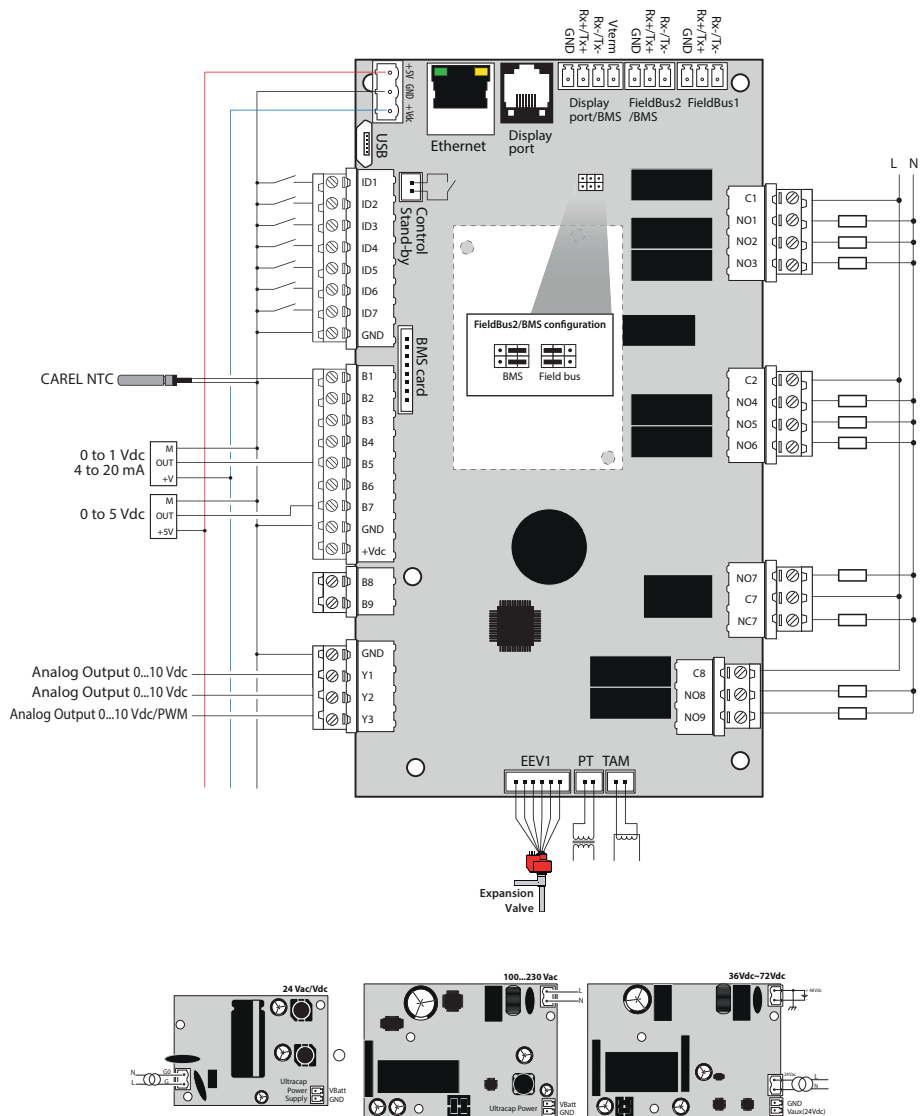 GND
Rx+/Tx+
Rx-/Tx-
Vterm
GND
Rx+/Tx+
Rx-/Tx-
GND
Rx+/Tx+
Rx-/Tx-
+5V
GND
+Vdc
USB
Ethernet
Display
port
Display
port/BMS
FieldBus2
/BMS
FieldBus1
L N
ID1
ID2
ID3
ID4
ID5
ID6
ID7
GND
Control
Stand-by
BMS card
FieldBus2/BMS configuration
BMS
Field bus
C1
NO1
NO2
NO3
CAREL NTC
B1
B2
B3
B4
B5
B6
B7
GND
+Vdc
0 to 1 Vdc
4 to 20 mA
M
OUT
+V
0 to 5 Vdc
M
OUT
+5V
C2
NO4
NO5
NO6
B8
B9
NO7
C7
NC7
GND
Y1
Y2
Y3
Analog Output 0...10 Vdc
Analog Output 0...10 Vdc
Analog Output 0...10 Vdc/PWM
C8
NO8
NO9
EEV1
PT
TAM
Expansion
Valve
24 Vac/Vdc
N
L
G0
G
Ultracap
Power
Supply
VBatt
GND
100...230 Vac
L
N
Ultracap Power
VBatt
GND
36Vdc~72Vdc
+ 48Vdc
24Vac
L
N
GND
Vaux(24Vdc)